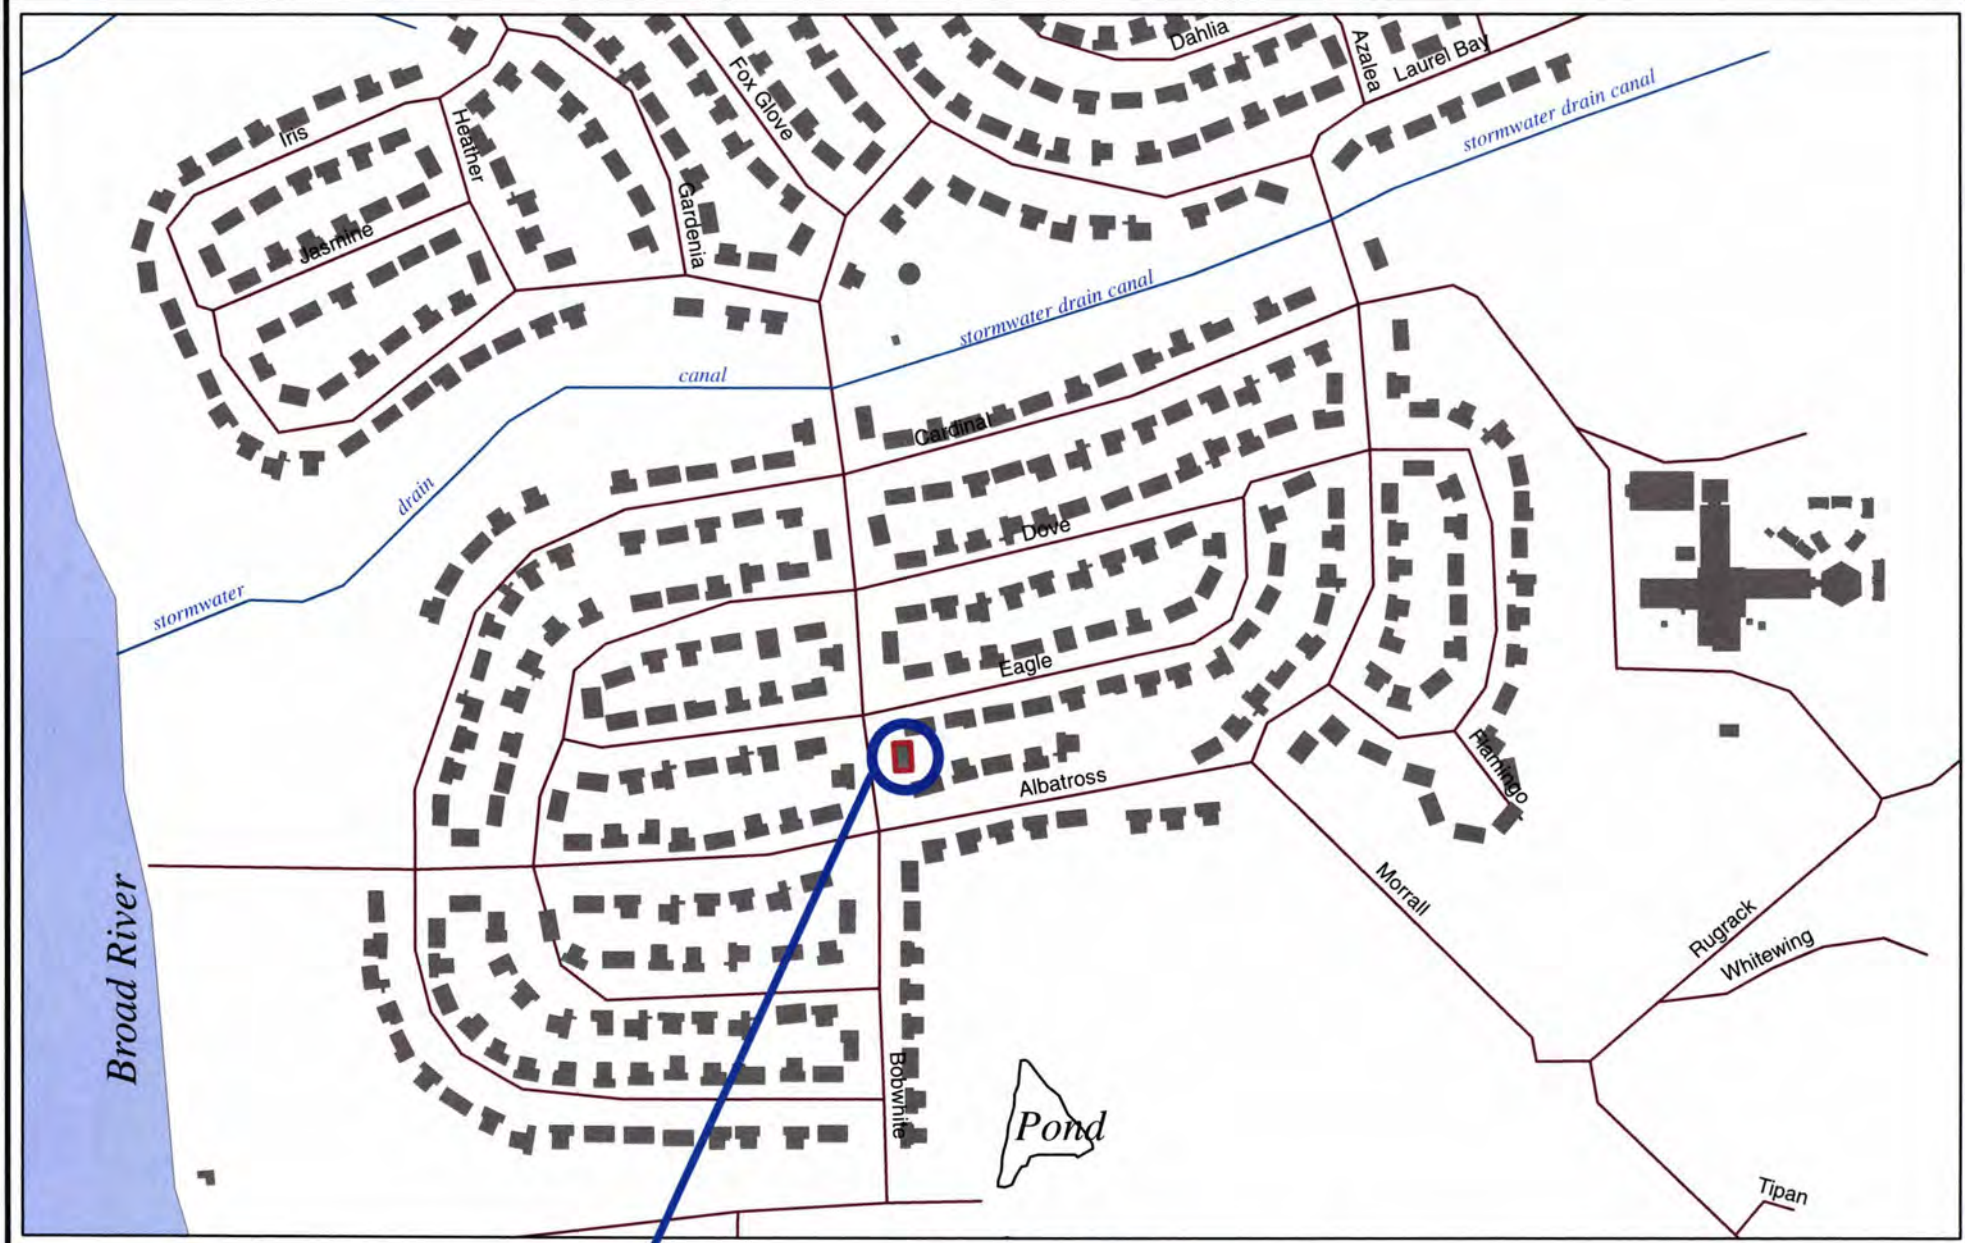 Dahlia
Azalea
Laurel Bay
Fox Glove
stormwater drain canal
Iris
Heather
Gardenia
Jasmine
stormwater drain canal
canal
Cardinal
drain
Dove
stormwater
Eagle
Flamingo
Albatross
Morrall
Broad River
Rugrack
Whitewing
Bobwhite
Pond
Tipan